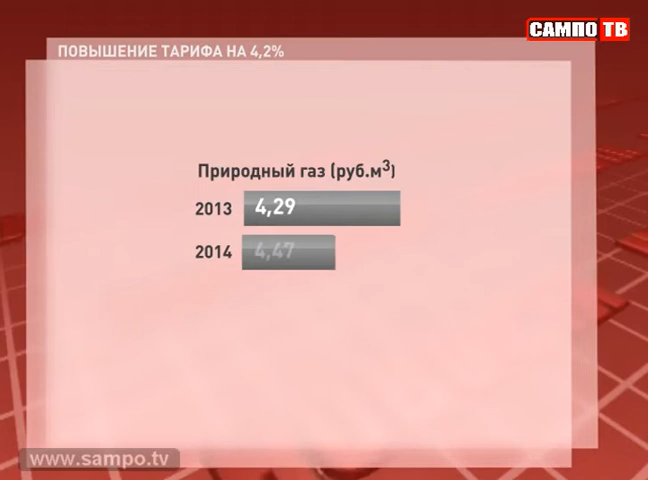 САМПО ТВ
ПОВЫШЕНИЕ ТАРИФА НА 4,2%
Природный газ (руб.м³)
2013 4,29
2014 4,47
www.sampo.tv